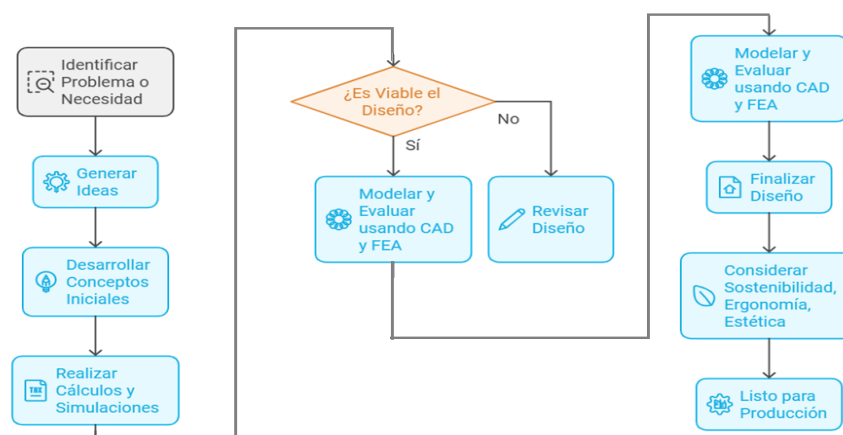 Identificar
Problema o
Necesidad
Generar
Ideas
Desarrollar
Conceptos
Iniciales
Realizar
Cálculos y
Simulaciones
¿Es Viable el
Diseño?
No
Sí
Modelar y
Evaluar
usando CAD
y FEA
Revisar
Diseño
Modelar y
Evaluar
usando CAD
y FEA
Finalizar
Diseño
Considerar
Sostenibilidad,
Ergonomía,
Estética
Listo para
Producción